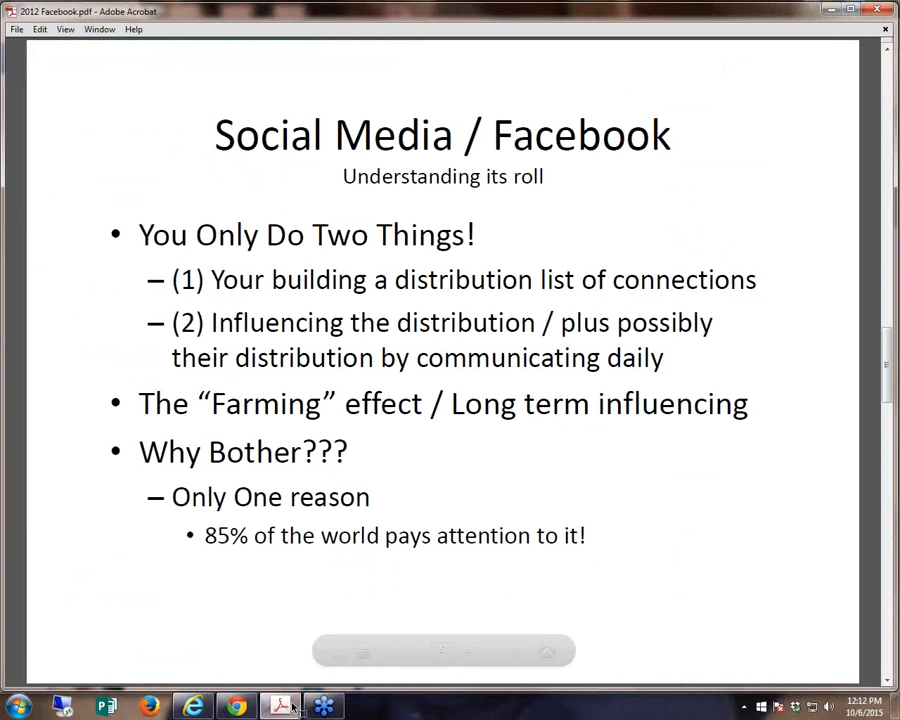 2012 Facebook.pdf - Adobe Acrobat
File Edit View Window Help
Social Media / Facebook
Understanding its roll
• You Only Do Two Things!
– (1) Your building a distribution list of connections
– (2) Influencing the distribution / plus possibly
their distribution by communicating daily
• The “Farming” effect / Long term influencing
• Why Bother???
– Only One reason
• 85% of the world pays attention to it!
12:12 PM
10/6/2015